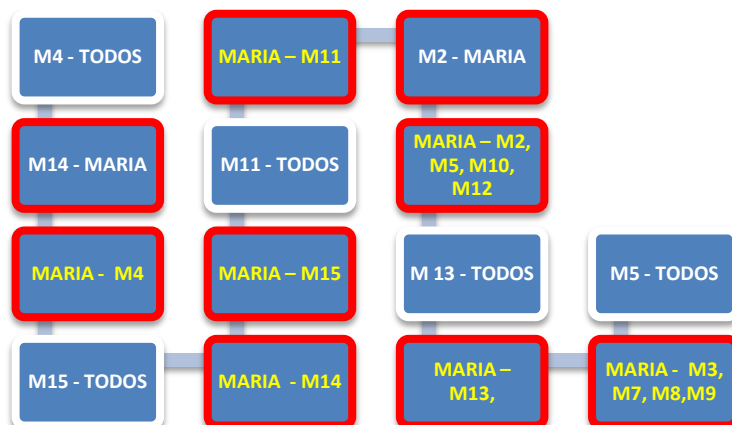 M4 - TODOS
M14 - MARIA
MARIA - M4
M15 - TODOS
MARIA - M14
MARIA – M15
M11 - TODOS
MARIA – M11
M2 - MARIA
MARIA – M2,
M5, M10,
M12
M 13 - TODOS
MARIA –
M13,
MARIA - M3,
M7, M8,M9
M5 - TODOS